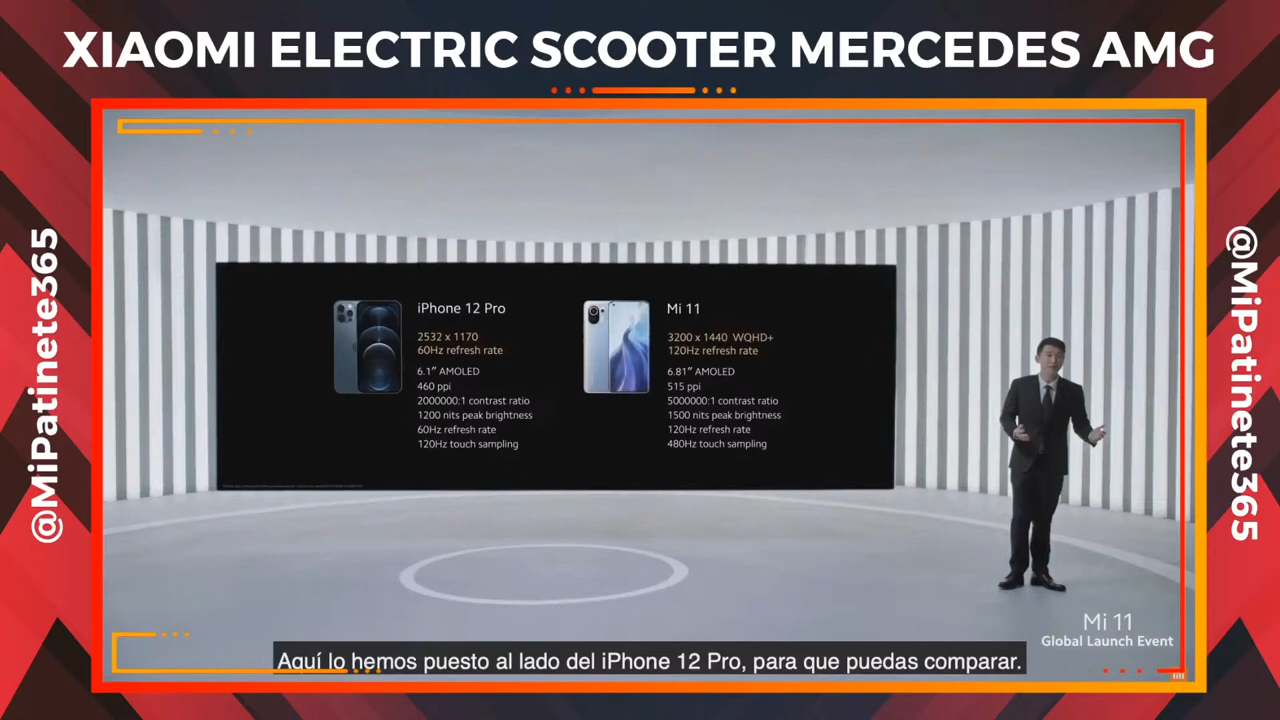 XIAOMI ELECTRIC SCOOTER MERCEDES AMG
@MiPatinete365
iPhone 12 Pro
2532 x 1170
60Hz refresh rate
6.1″ AMOLED
460 ppi
2000000:1 contrast ratio
1200 nits peak brightness
60Hz refresh rate
120Hz touch sampling
Mi 11
3200 x 1440 WQHD+
120Hz refresh rate
6.81″ AMOLED
515 ppi
5000000:1 contrast ratio
1500 nits peak brightness
120Hz refresh rate
480Hz touch sampling
@MiPatinete365
Mi 11
Global Launch Event
Aquí lo hemos puesto al lado del iPhone 12 Pro, para que puedas comparar.